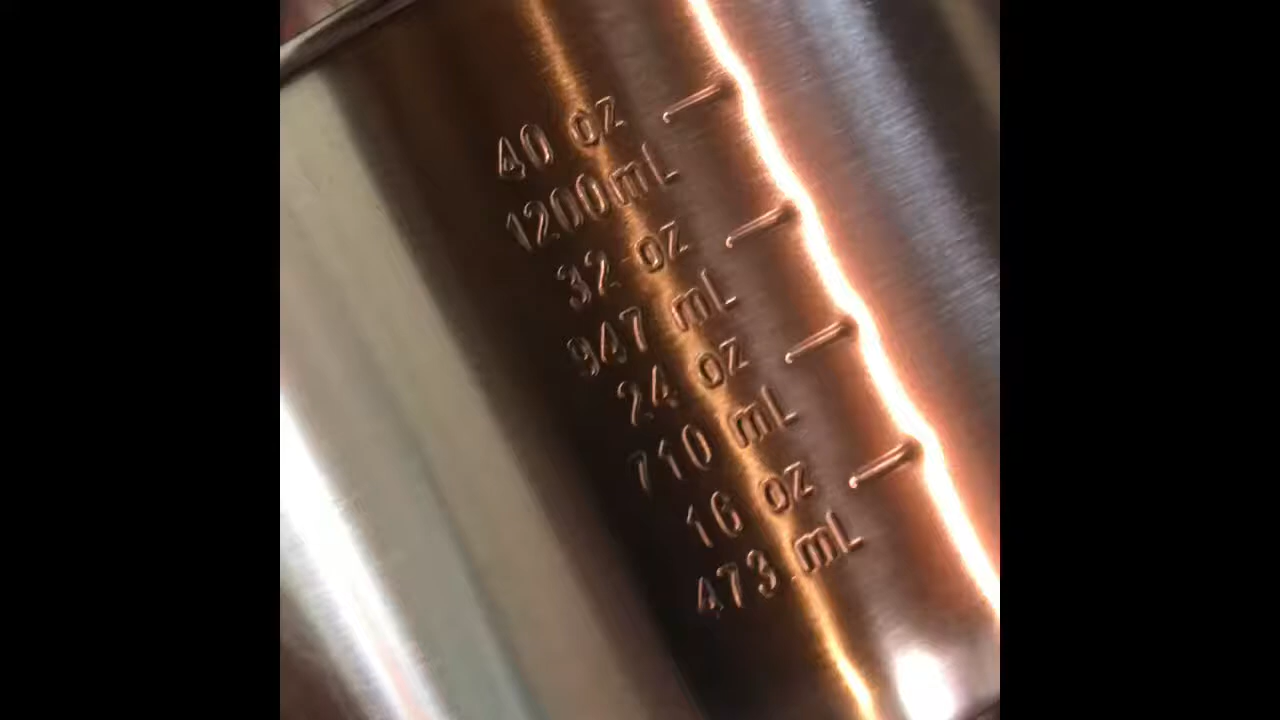 40 oz
1200mL
32 oz
947 mL
24 oz
710 mL
16 oz
473 mL